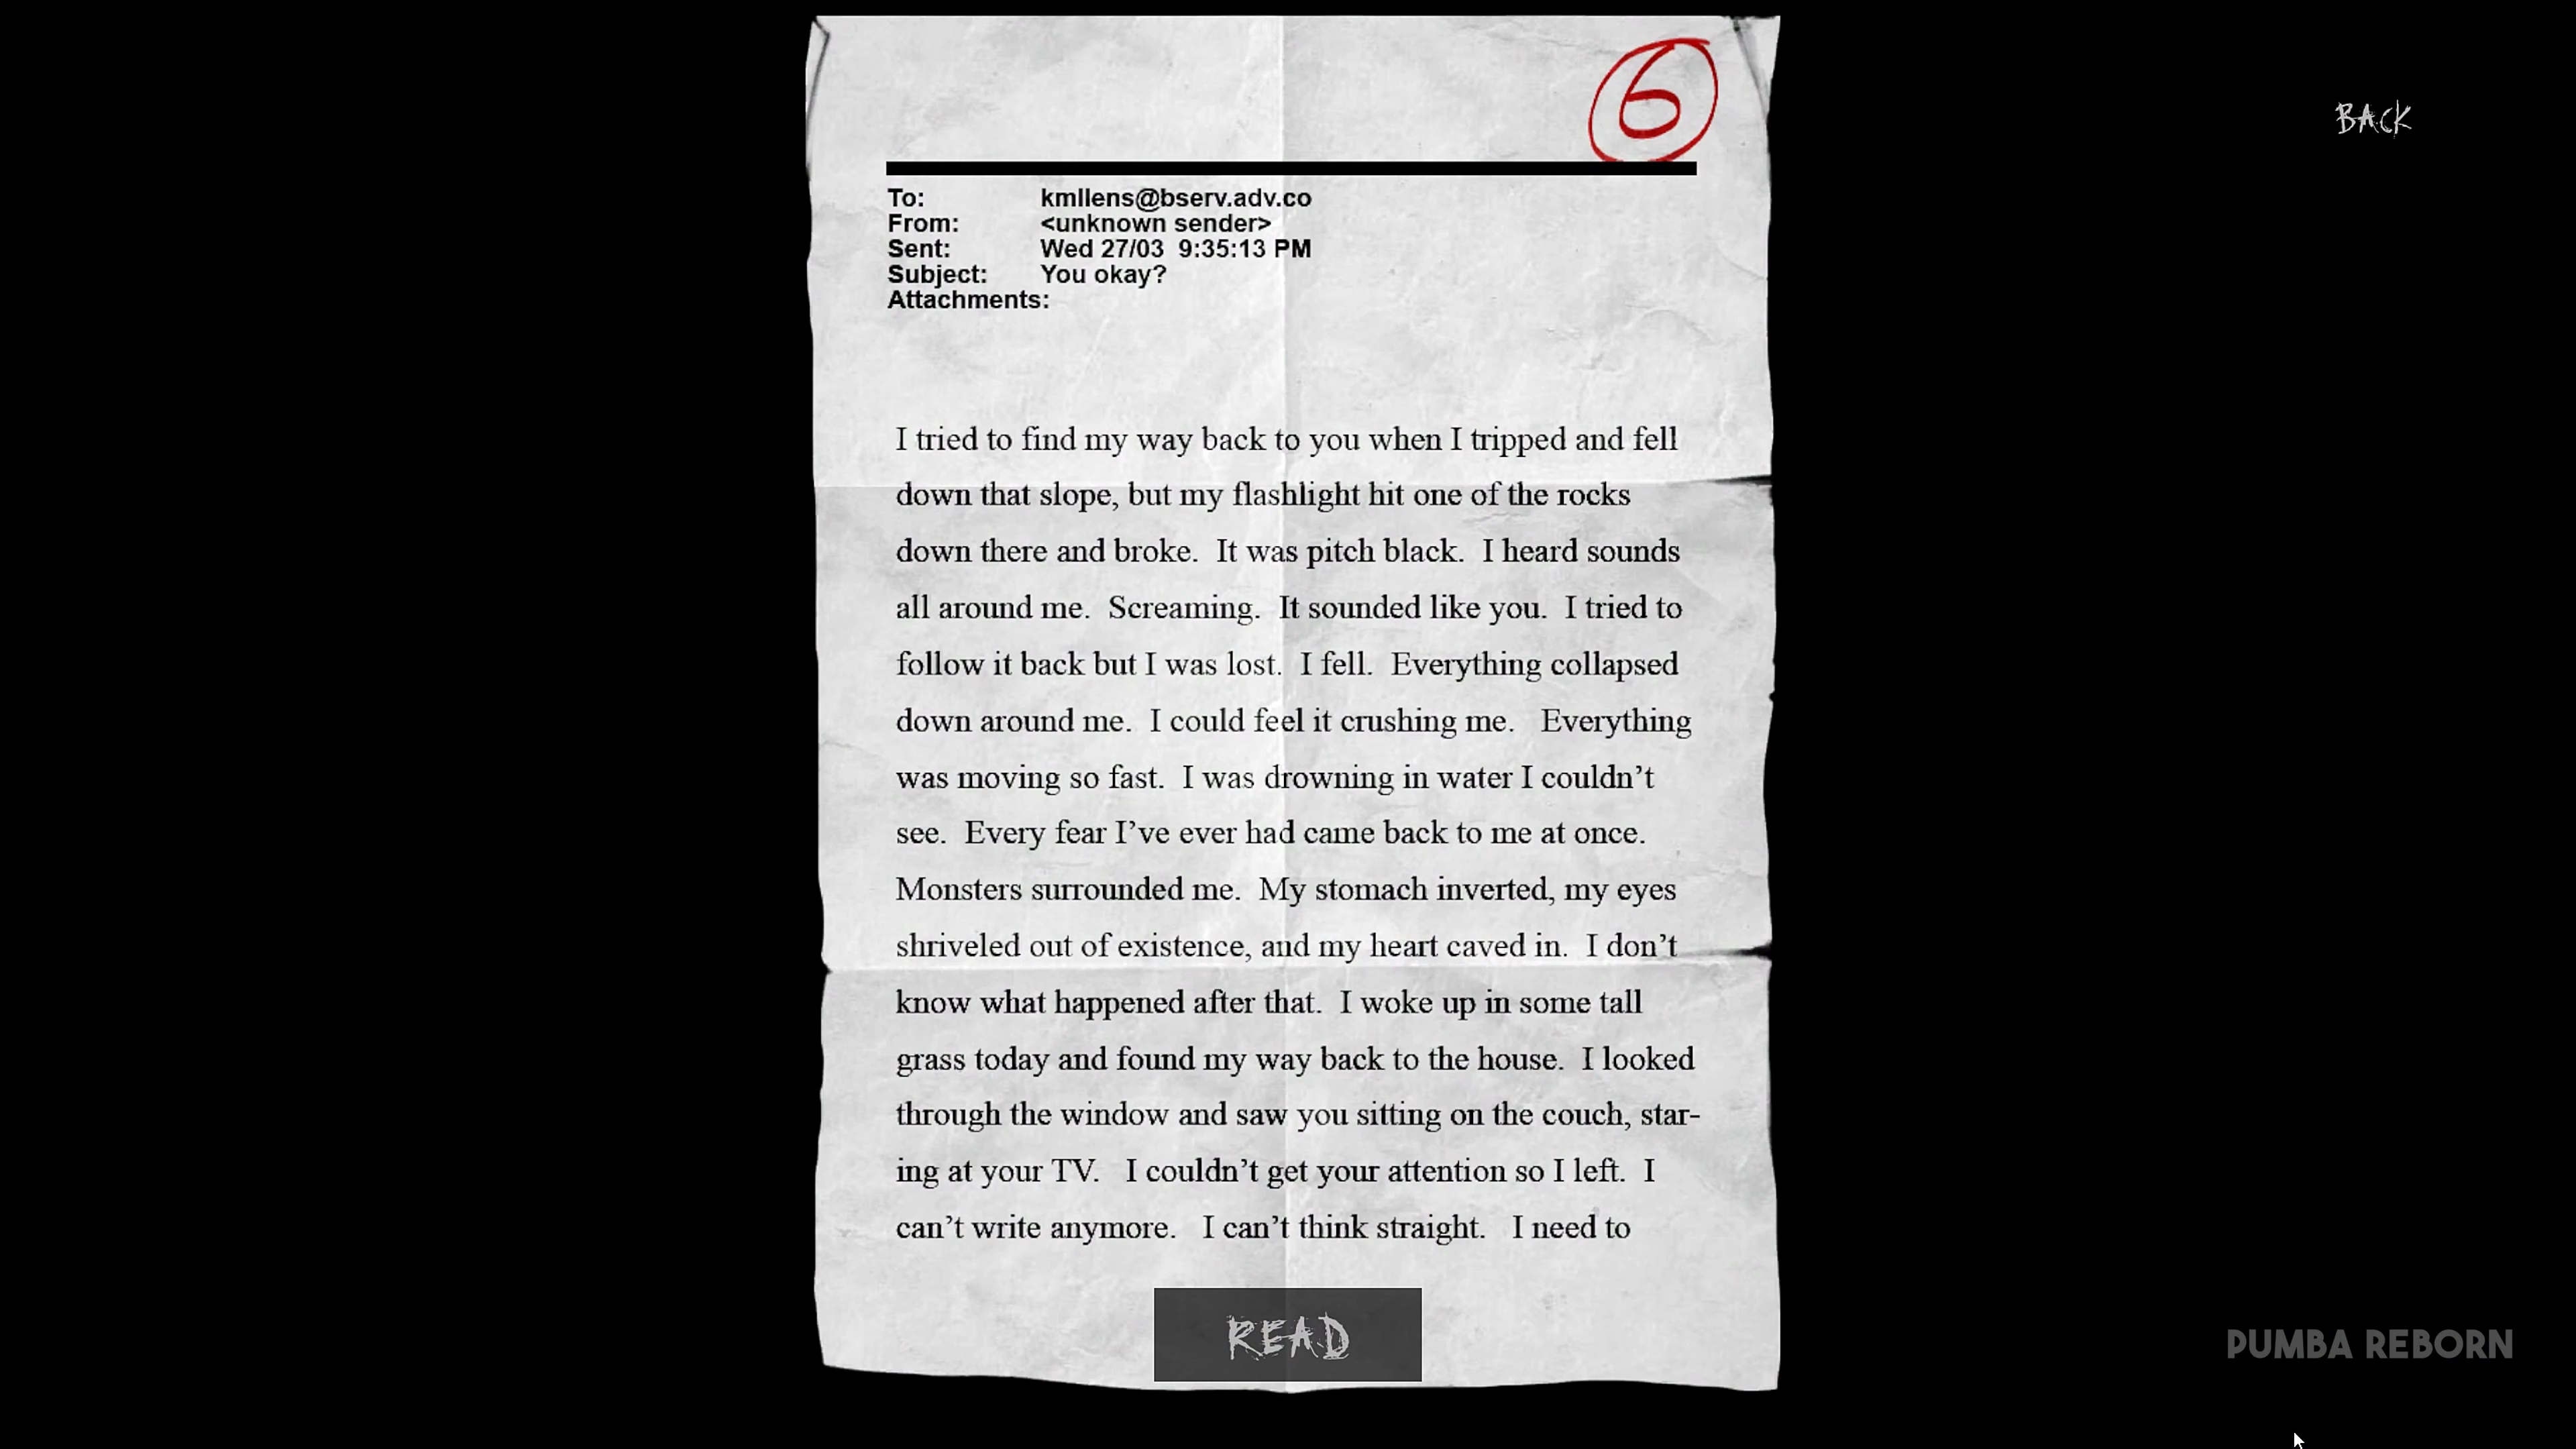 6
BACK
To: kmllens@bserv.adv.co
From: <unknown sender>
Sent: Wed 27/03 9:35:13 PM
Subject: You okay?
Attachments:
I tried to find my way back to you when I tripped and fell
down that slope, but my flashlight hit one of the rocks
down there and broke.  It was pitch black.  I heard sounds
all around me.  Screaming.  It sounded like you.  I tried to
follow it back but I was lost.  I fell.  Everything collapsed
down around me.  I could feel it crushing me.   Everything
was moving so fast.  I was drowning in water I couldn’t
see.  Every fear I’ve ever had came back to me at once.
Monsters surrounded me.  My stomach inverted, my eyes
shriveled out of existence, and my heart caved in.  I don’t
know what happened after that.  I woke up in some tall
grass today and found my way back to the house.  I looked
through the window and saw you sitting on the couch, star-
ing at your TV.   I couldn’t get your attention so I left.  I
can’t write anymore.   I can’t think straight.   I need to
READ
PUMBA REBORN